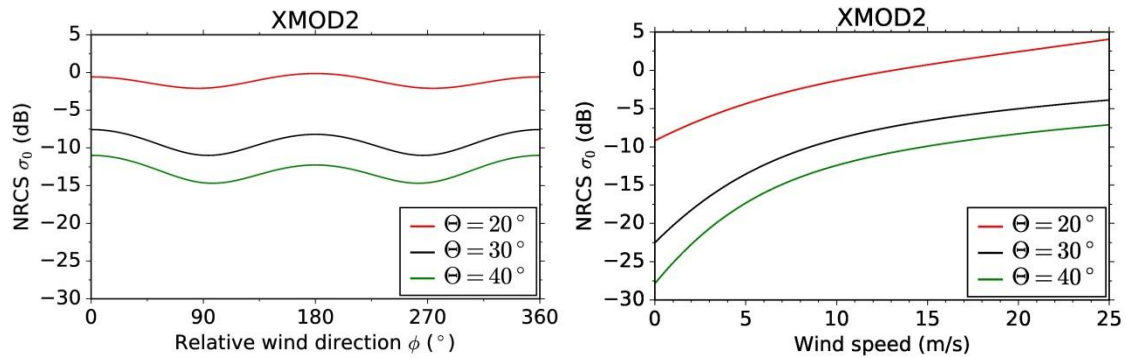 XMOD2
5
0
−5
−10
−15
−20
−25
−30
NRCS σ₀ (dB)
Θ = 20°
Θ = 30°
Θ = 40°
0 90 180 270 360
Relative wind direction ϕ (°)
XMOD2
5
0
−5
−10
−15
−20
−25
−30
NRCS σ₀ (dB)
Θ = 20°
Θ = 30°
Θ = 40°
0 5 10 15 20 25
Wind speed (m/s)